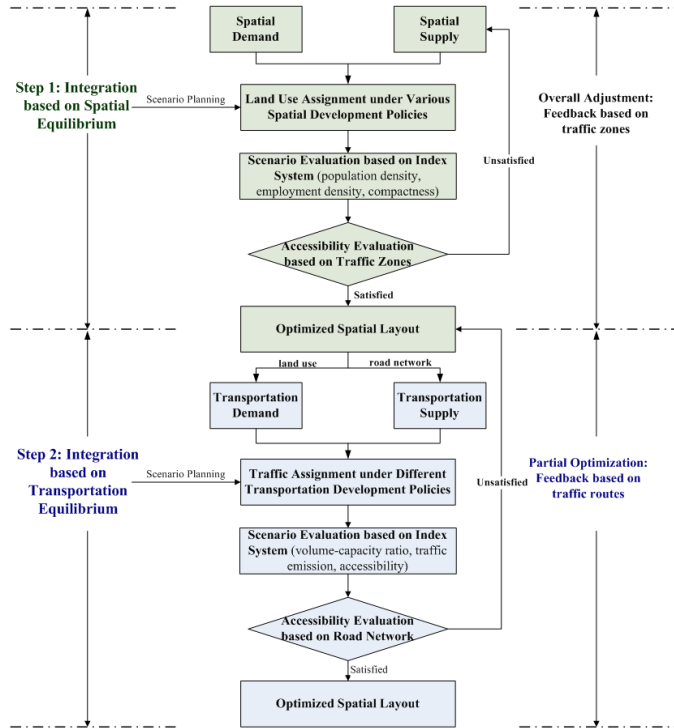 Spatial
Demand
Spatial
Supply
Step 1: Integration
based on Spatial
Equilibrium
Scenario Planning
Land Use Assignment under Various
Spatial Development Policies
Overall Adjustment:
Feedback based on
traffic zones
Scenario Evaluation based on Index
System (population density,
employment density, compactness)
Unsatisfied
Accessibility Evaluation
based on Traffic Zones
Satisfied
Optimized Spatial Layout
land use
road network
Transportation
Demand
Transportation
Supply
Step 2: Integration
based on
Transportation
Equilibrium
Scenario Planning
Traffic Assignment under Different
Transportation Development Policies
Unsatisfied
Partial Optimization:
Feedback based on
traffic routes
Scenario Evaluation based on Index
System (volume-capacity ratio, traffic
emission, accessibility)
Accessibility Evaluation
based on Road Network
Satisfied
Optimized Spatial Layout